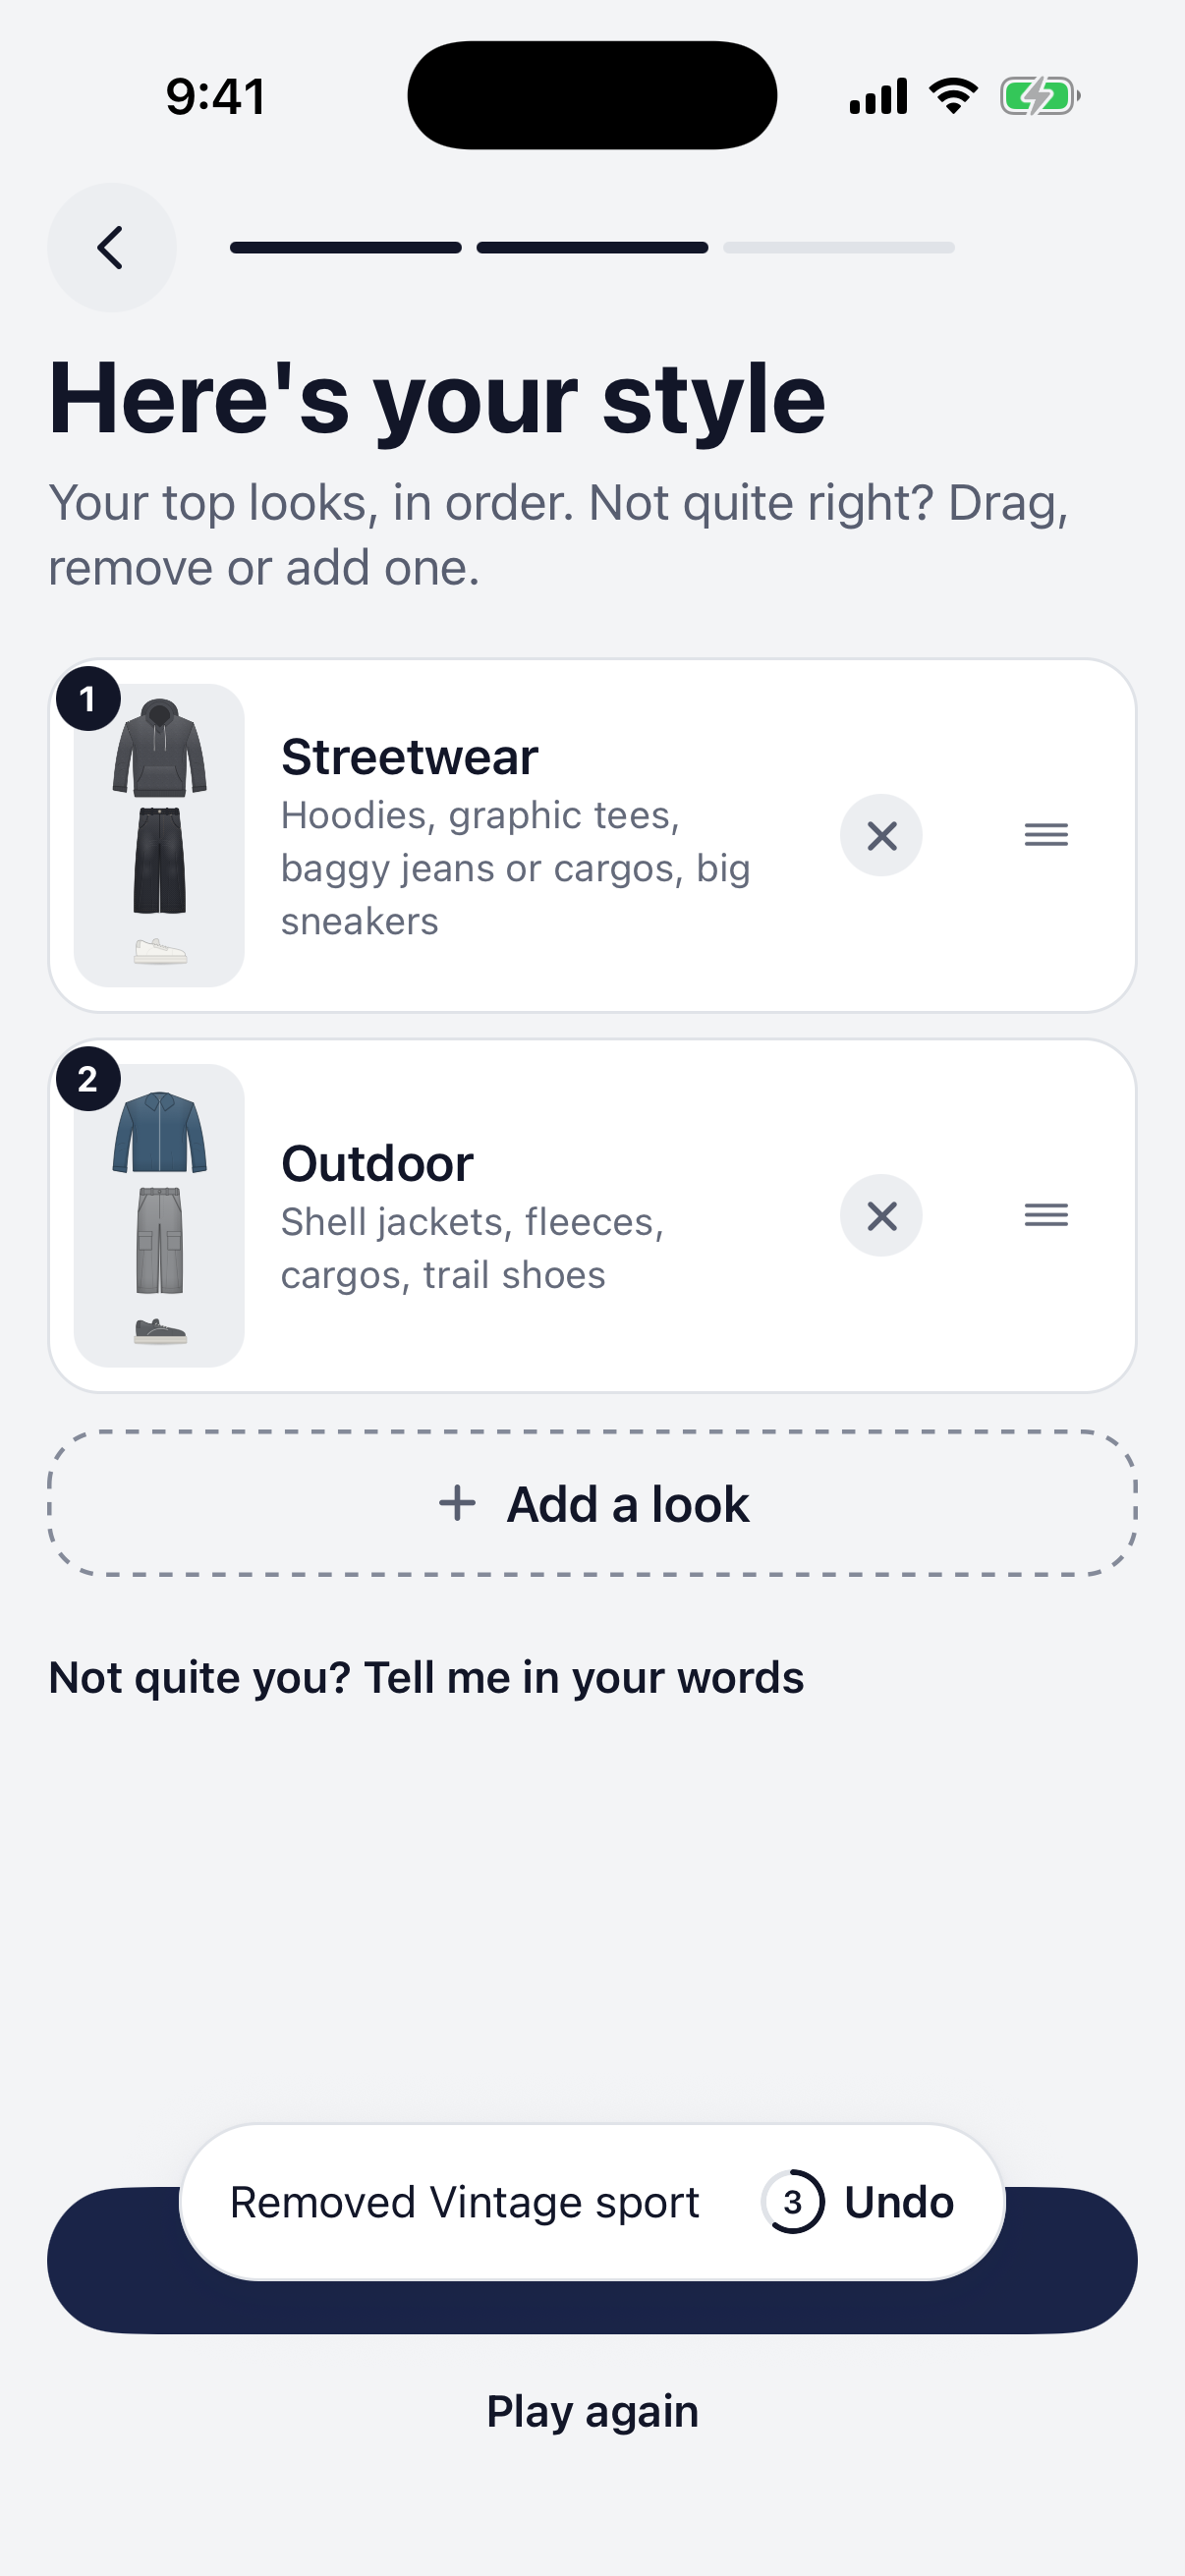 9:41
Here's your style
Your top looks, in order. Not quite right? Drag,
remove or add one.
1
Streetwear
Hoodies, graphic tees,
baggy jeans or cargos, big
sneakers
2
Outdoor
Shell jackets, fleeces,
cargos, trail shoes
+ Add a look
Not quite you? Tell me in your words
Removed Vintage sport 3 Undo
Play again